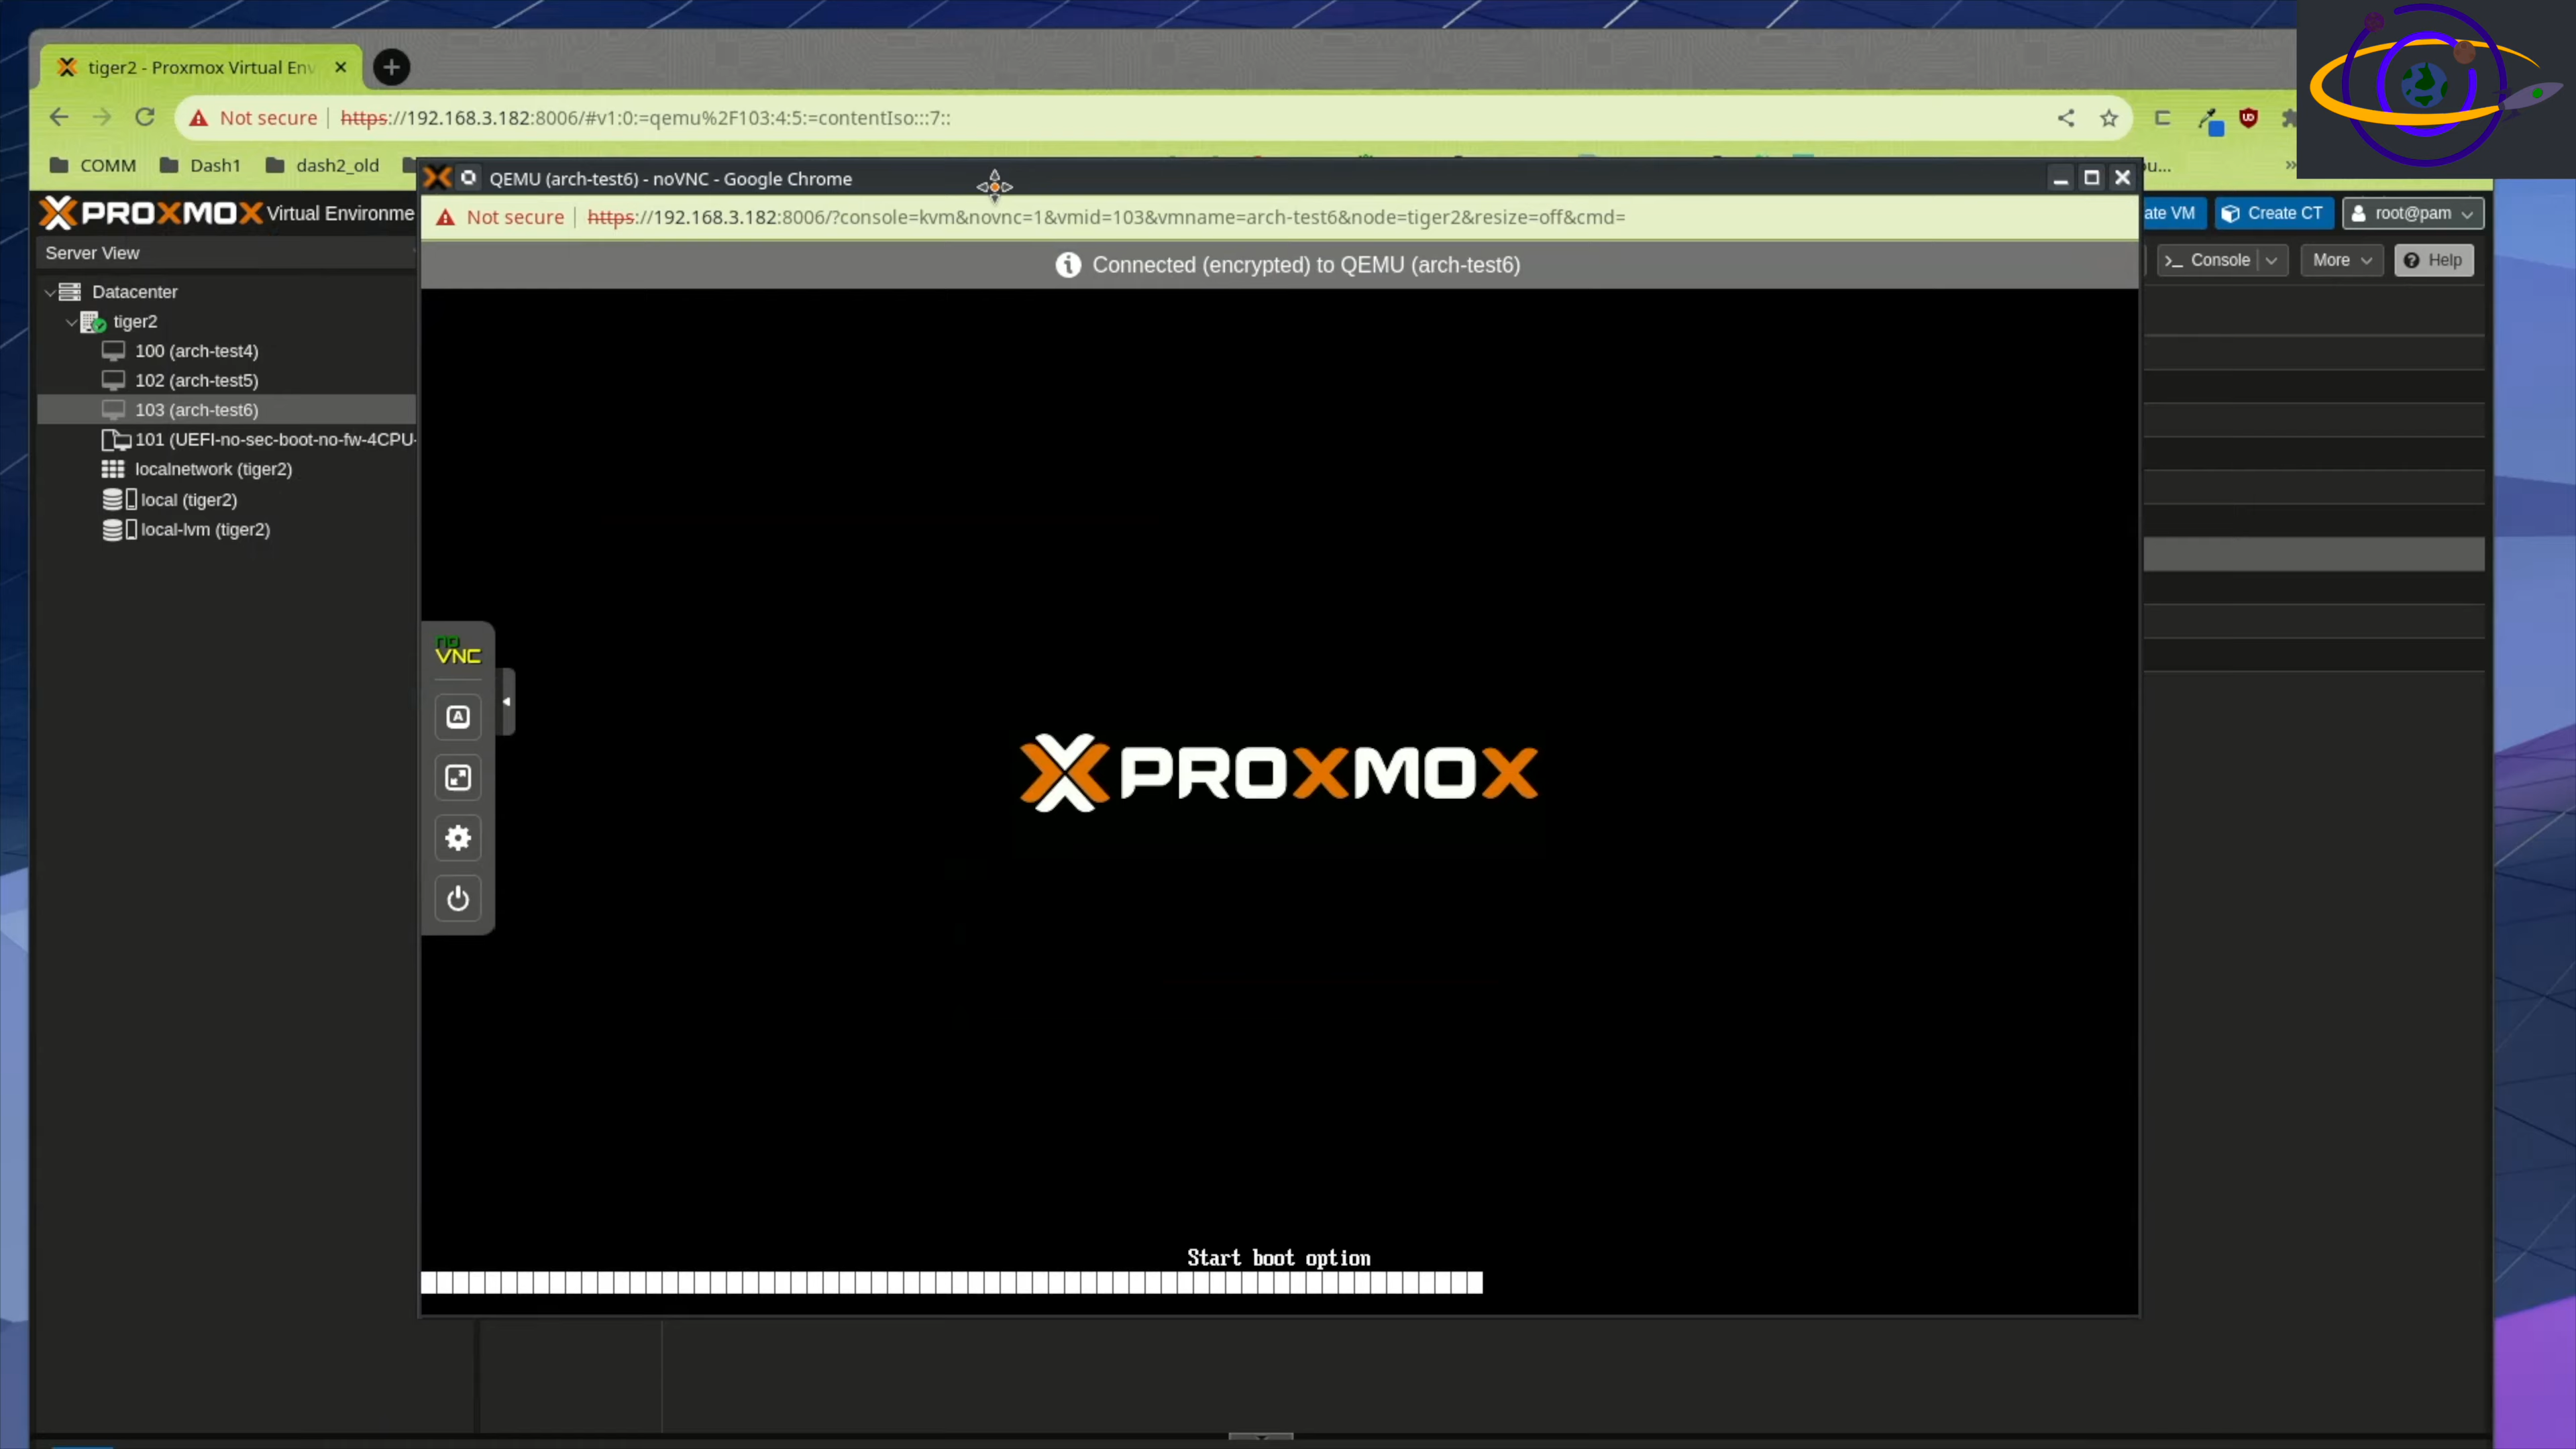 tiger2 - Proxmox Virtual Env
Not secure
https://192.168.3.182:8006/#v1:0:=qemu%2F103:4:5:=contentIso:::7::
COMM
Dash1
dash2_old
QEMU (arch-test6) - noVNC - Google Chrome
Not secure
https://192.168.3.182:8006/?console=kvm&novnc=1&vmid=103&vmname=arch-test6&node=tiger2&resize=off&cmd=
PROXMOX Virtual Environme
ate VM
Create CT
root@pam
Server View
Connected (encrypted) to QEMU (arch-test6)
Console
More
Help
Datacenter
tiger2
100 (arch-test4)
102 (arch-test5)
103 (arch-test6)
101 (UEFI-no-sec-boot-no-fw-4CPU-
localnetwork (tiger2)
local (tiger2)
local-lvm (tiger2)
no
VNC
A
PROXMOX
Start boot option